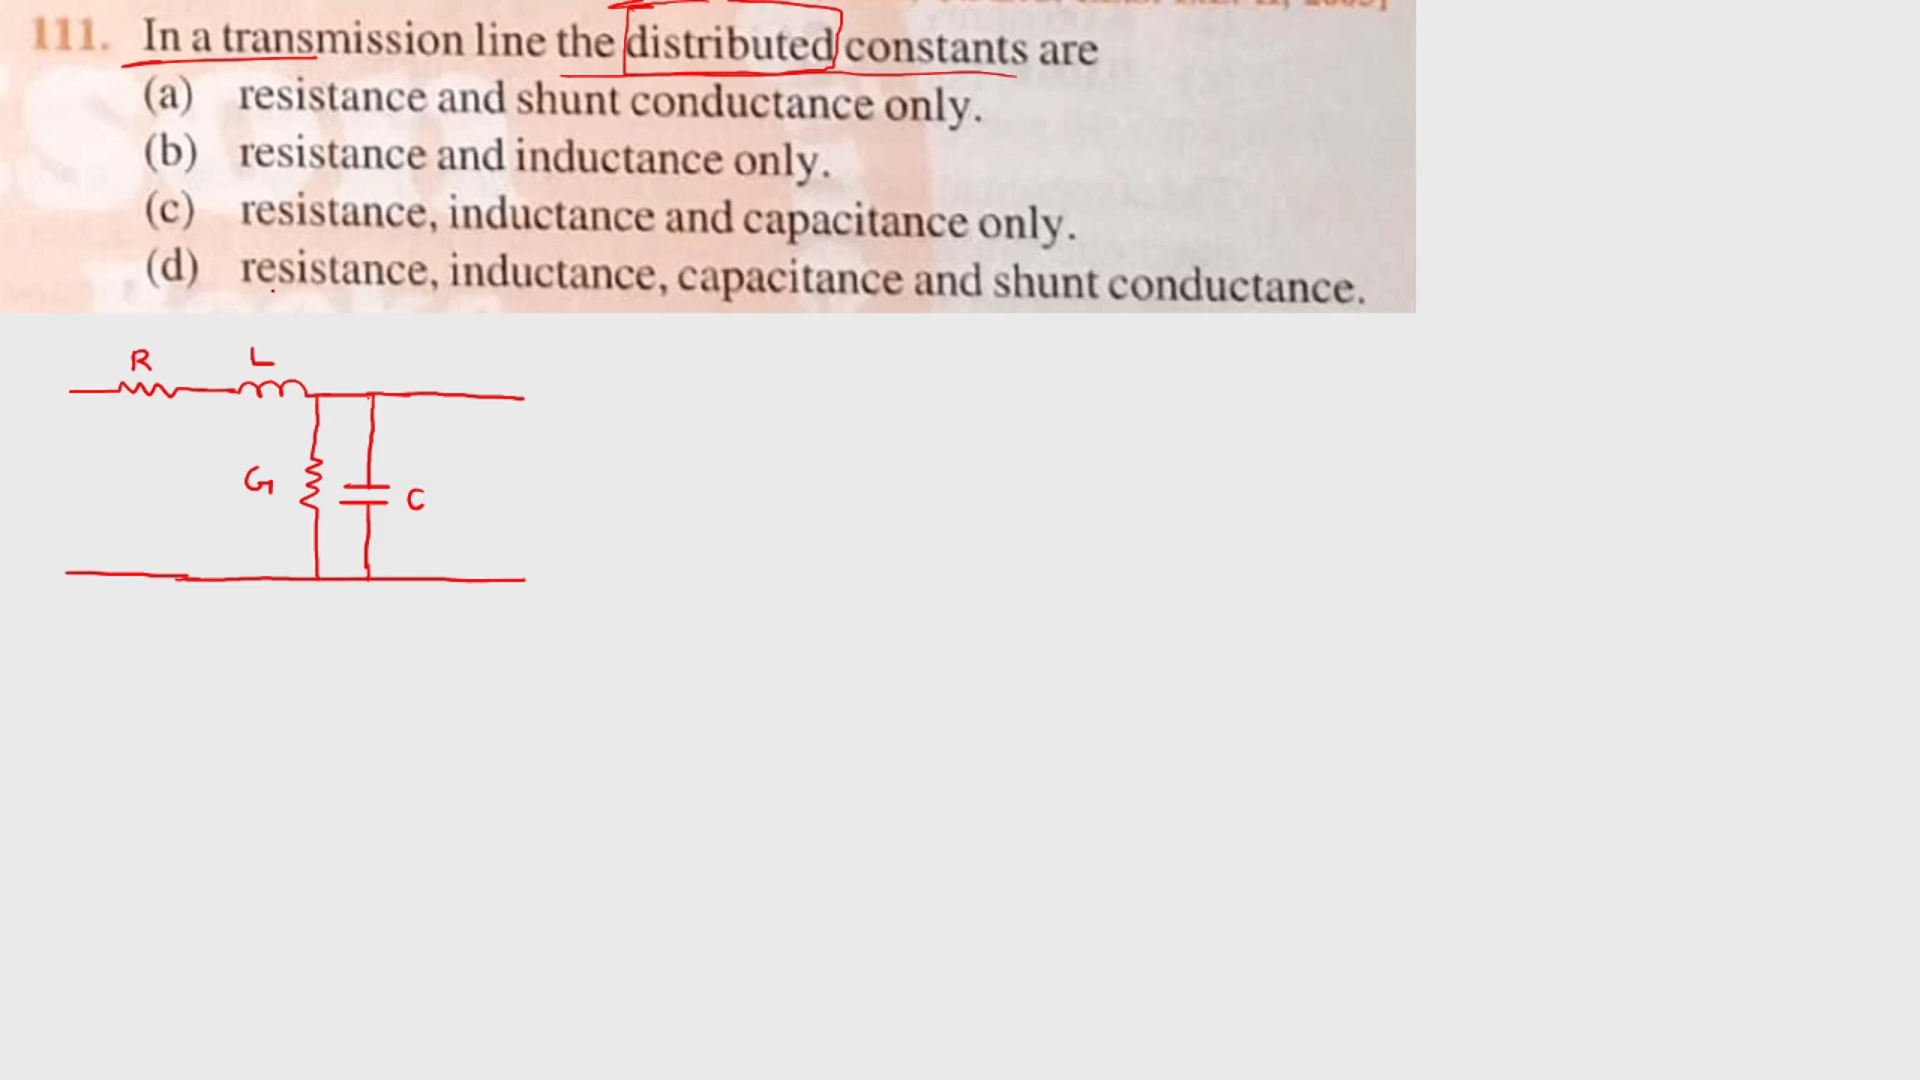 111. In a transmission line the distributed constants are
(a) resistance and shunt conductance only.
(b) resistance and inductance only.
(c) resistance, inductance and capacitance only.
(d) resistance, inductance, capacitance and shunt conductance.
R L
G C